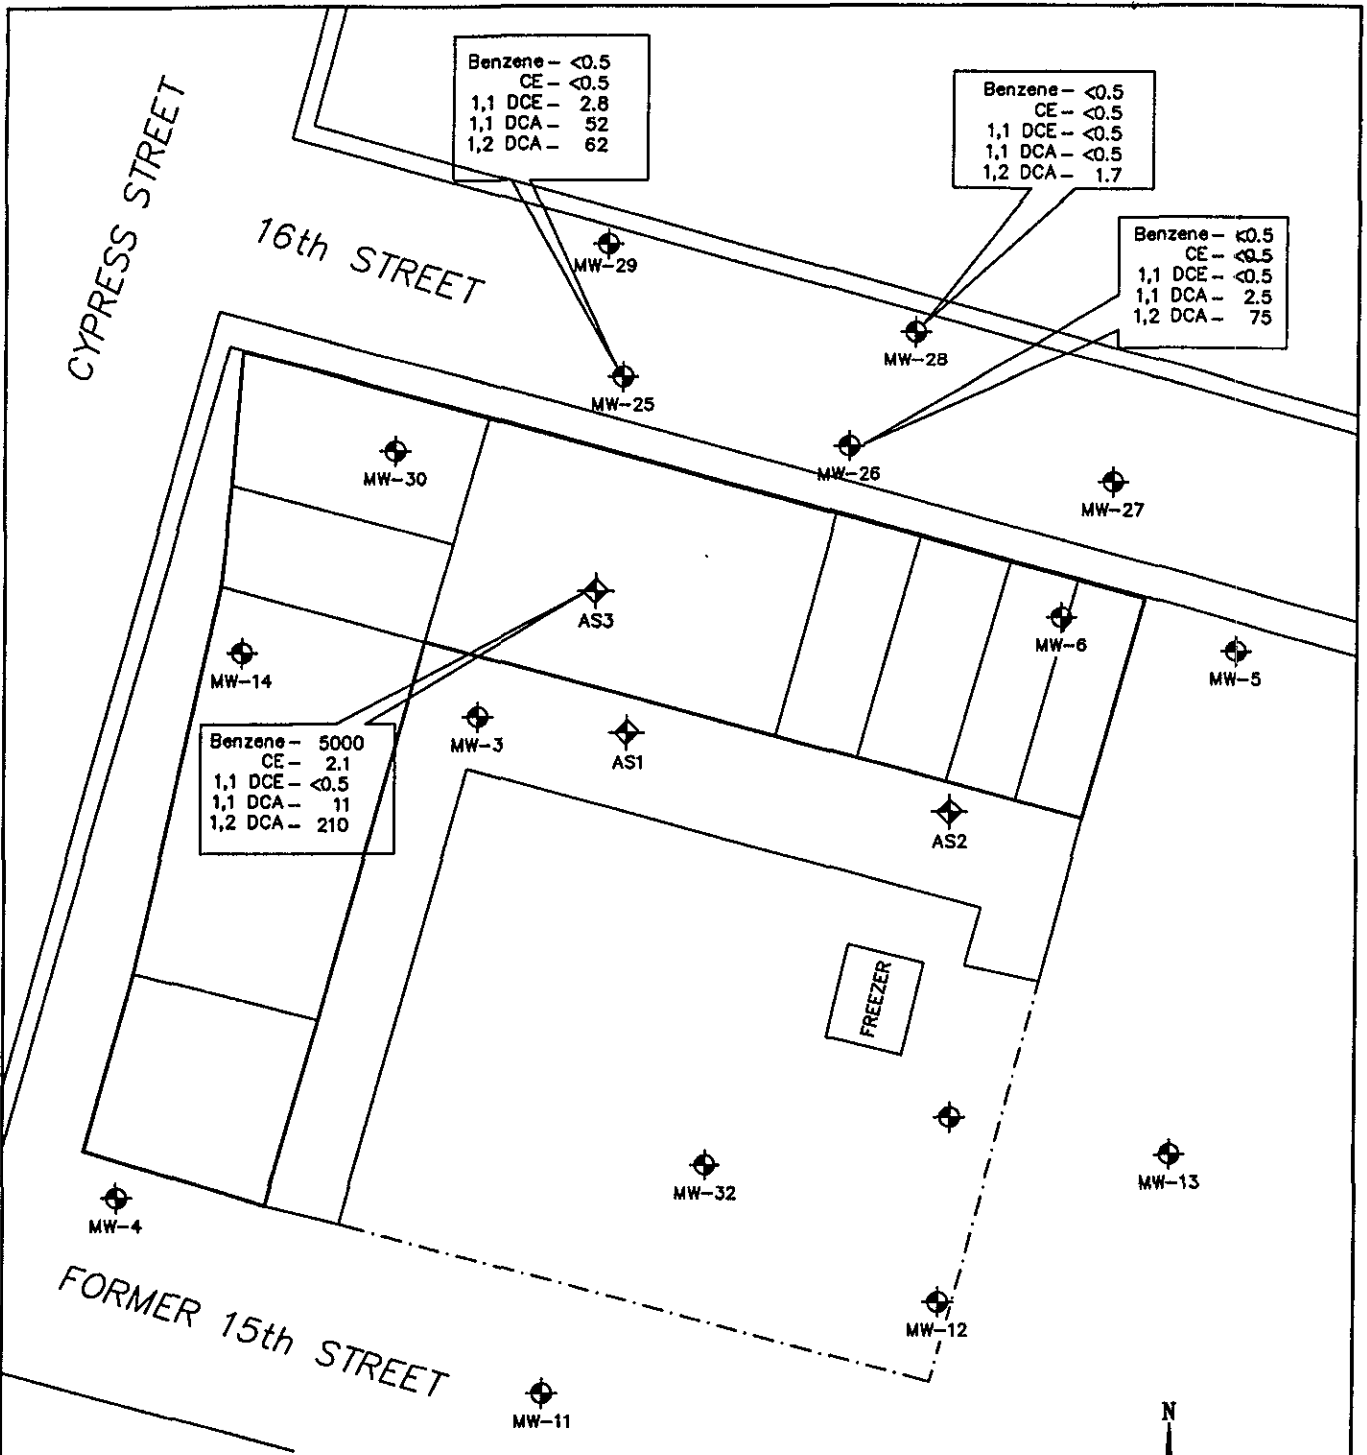 Benzene – <0.5
CE – <0.5
1,1 DCE – 2.8
1,1 DCA – 52
1,2 DCA – 62
Benzene – <0.5
CE – <0.5
1,1 DCE – <0.5
1,1 DCA – <0.5
1,2 DCA – 1.7
Benzene – <0.5
CE – <0.5
1,1 DCE – <0.5
1,1 DCA – 2.5
1,2 DCA – 75
CYPRESS STREET
16th STREET
MW-29
MW-28
MW-25
MW-26
MW-30
MW-27
AS3
MW-6
MW-14
MW-5
Benzene – 5000
CE – 2.1
1,1 DCE – <0.5
1,1 DCA – 11
1,2 DCA – 210
MW-3
AS1
AS2
FREEZER
MW-32
MW-13
MW-4
FORMER 15th STREET
MW-12
MW-11
N